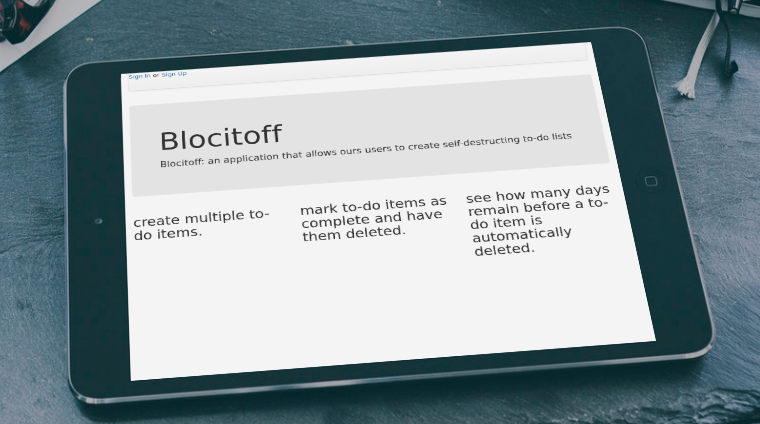 Sign In or Sign Up
Blocitoff
Blocitoff: an application that allows ours users to create self-destructing to-do lists
create multiple to-
do items.
mark to-do items as
complete and have
them deleted.
see how many days
remain before a to-
do item is
automatically
deleted.